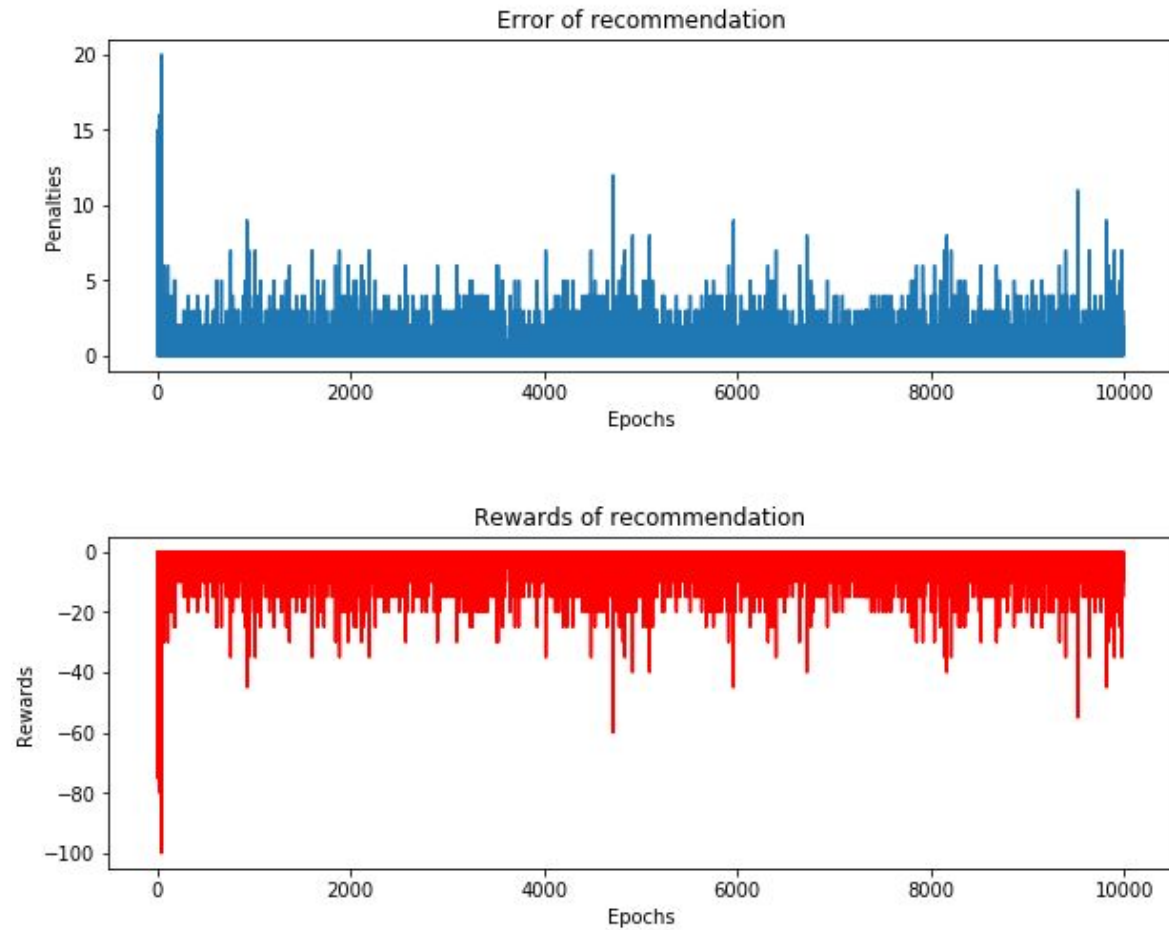 Error of recommendation
20
15
10
5
0
Penalties
0 2000 4000 6000 8000 10000
Epochs
Rewards of recommendation
0
−20
−40
−60
−80
−100
Rewards
0 2000 4000 6000 8000 10000
Epochs